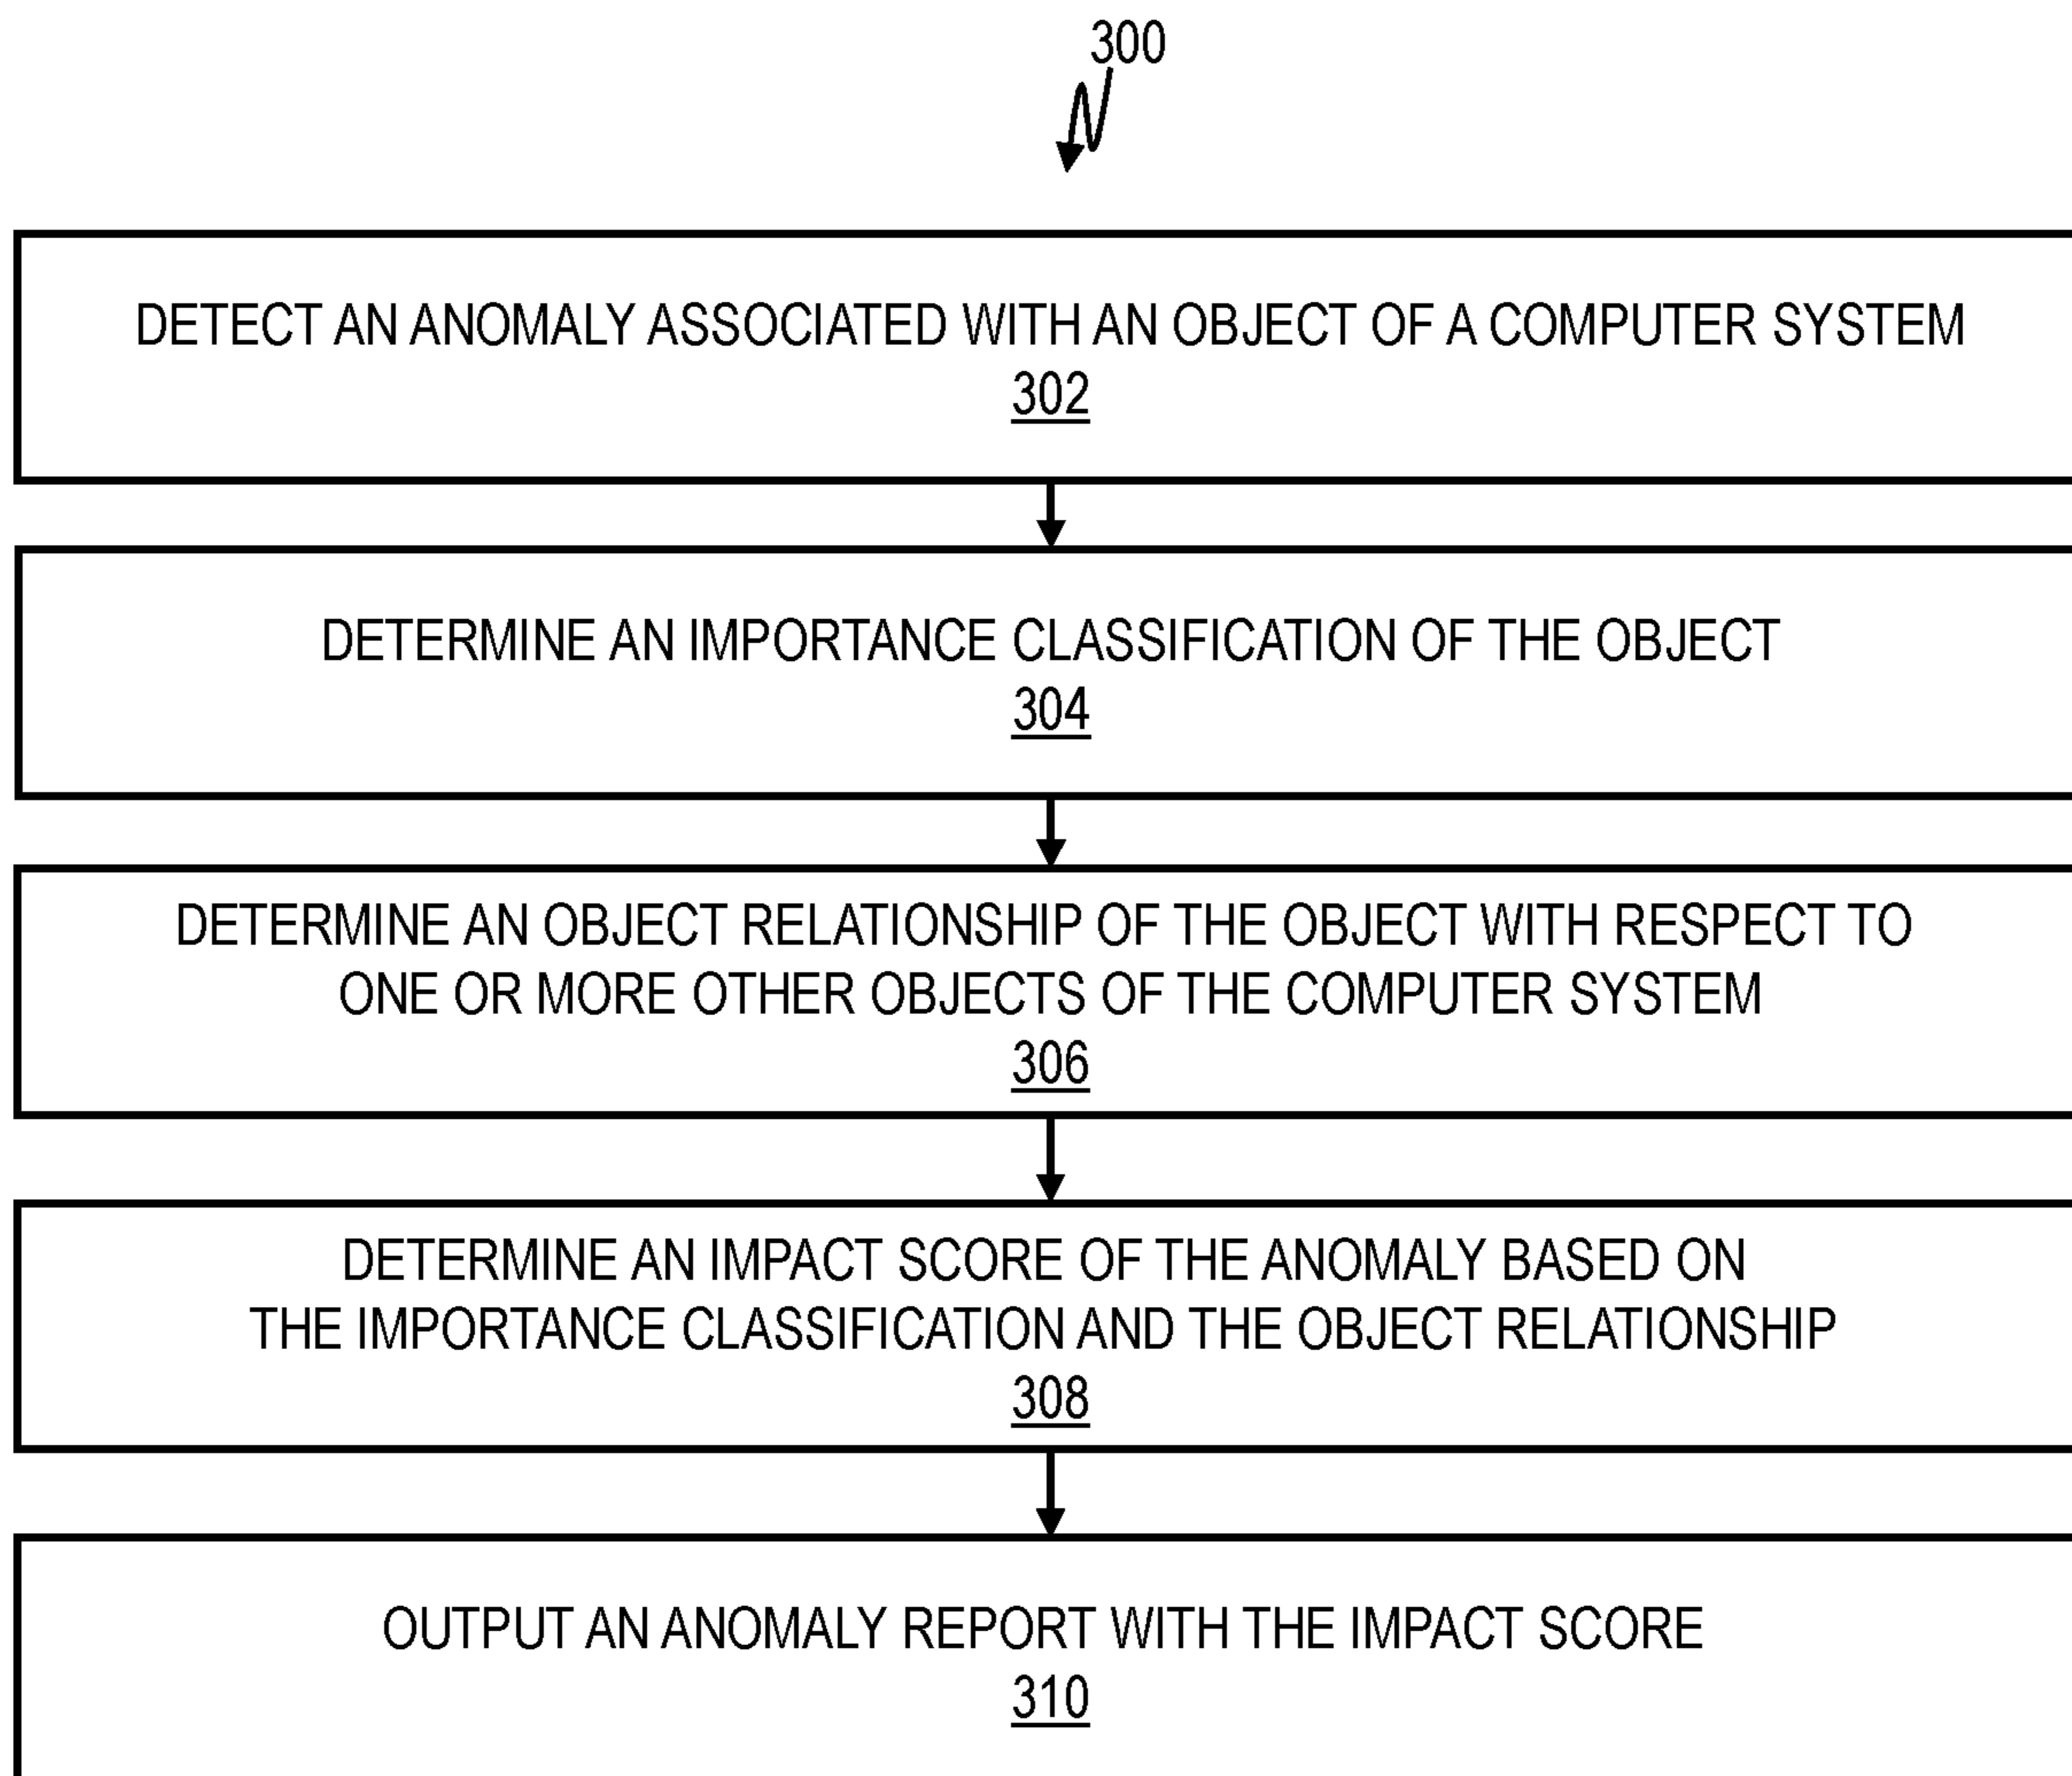 300
DETECT AN ANOMALY ASSOCIATED WITH AN OBJECT OF A COMPUTER SYSTEM
302
DETERMINE AN IMPORTANCE CLASSIFICATION OF THE OBJECT
304
DETERMINE AN OBJECT RELATIONSHIP OF THE OBJECT WITH RESPECT TO
ONE OR MORE OTHER OBJECTS OF THE COMPUTER SYSTEM
306
DETERMINE AN IMPACT SCORE OF THE ANOMALY BASED ON
THE IMPORTANCE CLASSIFICATION AND THE OBJECT RELATIONSHIP
308
OUTPUT AN ANOMALY REPORT WITH THE IMPACT SCORE
310